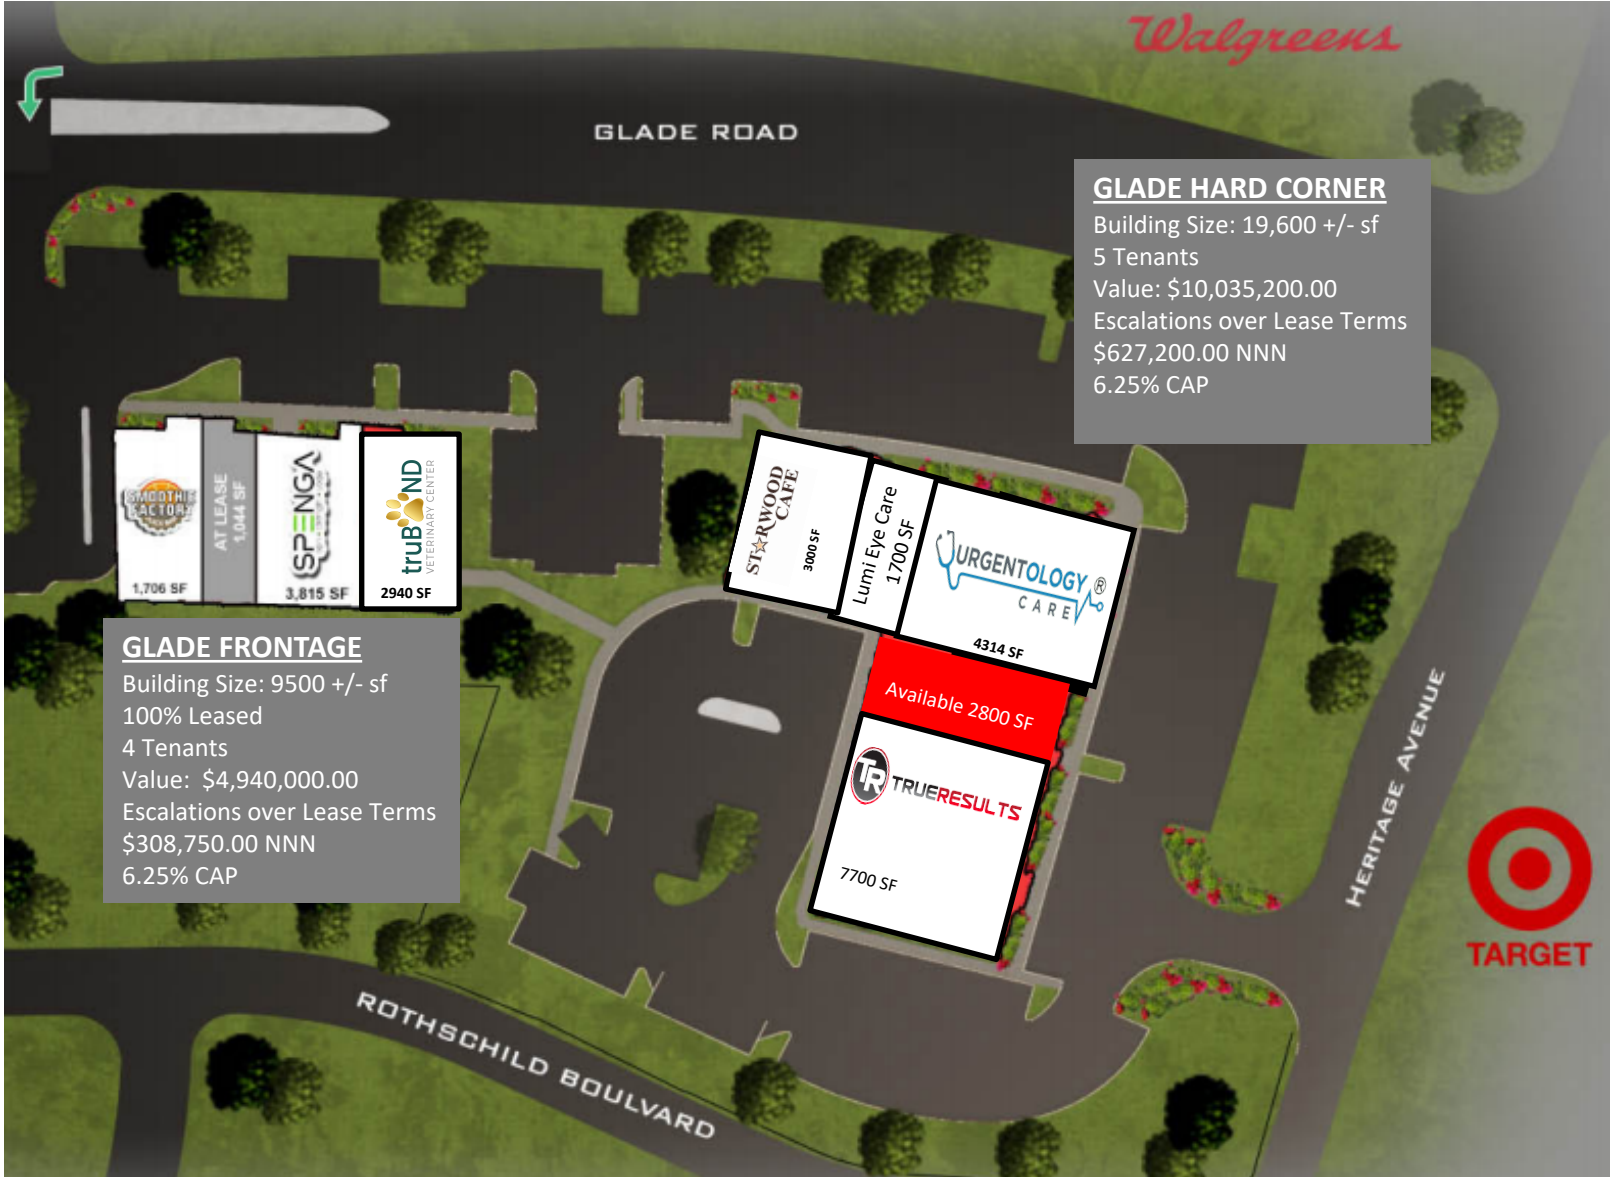 Walgreens
GLADE ROAD
GLADE HARD CORNER
Building Size: 19,600 +/- sf
5 Tenants
Value: $10,035,200.00
Escalations over Lease Terms
$627,200.00 NNN
6.25% CAP
SMOOTHIE
FACTORY
1,706 SF
AT LEASE
1,044 SF
SPENGA
3,815 SF
truBOND
VETERINARY CENTER
2940 SF
STARWOOD
CAFE
3000 SF
Lumi Eye Care
1700 SF
URGENTOLOGY®
CARE
4314 SF
Available 2800 SF
TR TRUERESULTS
7700 SF
GLADE FRONTAGE
Building Size: 9500 +/- sf
100% Leased
4 Tenants
Value: $4,940,000.00
Escalations over Lease Terms
$308,750.00 NNN
6.25% CAP
HERITAGE AVENUE
TARGET
ROTHSCHILD BOULVARD